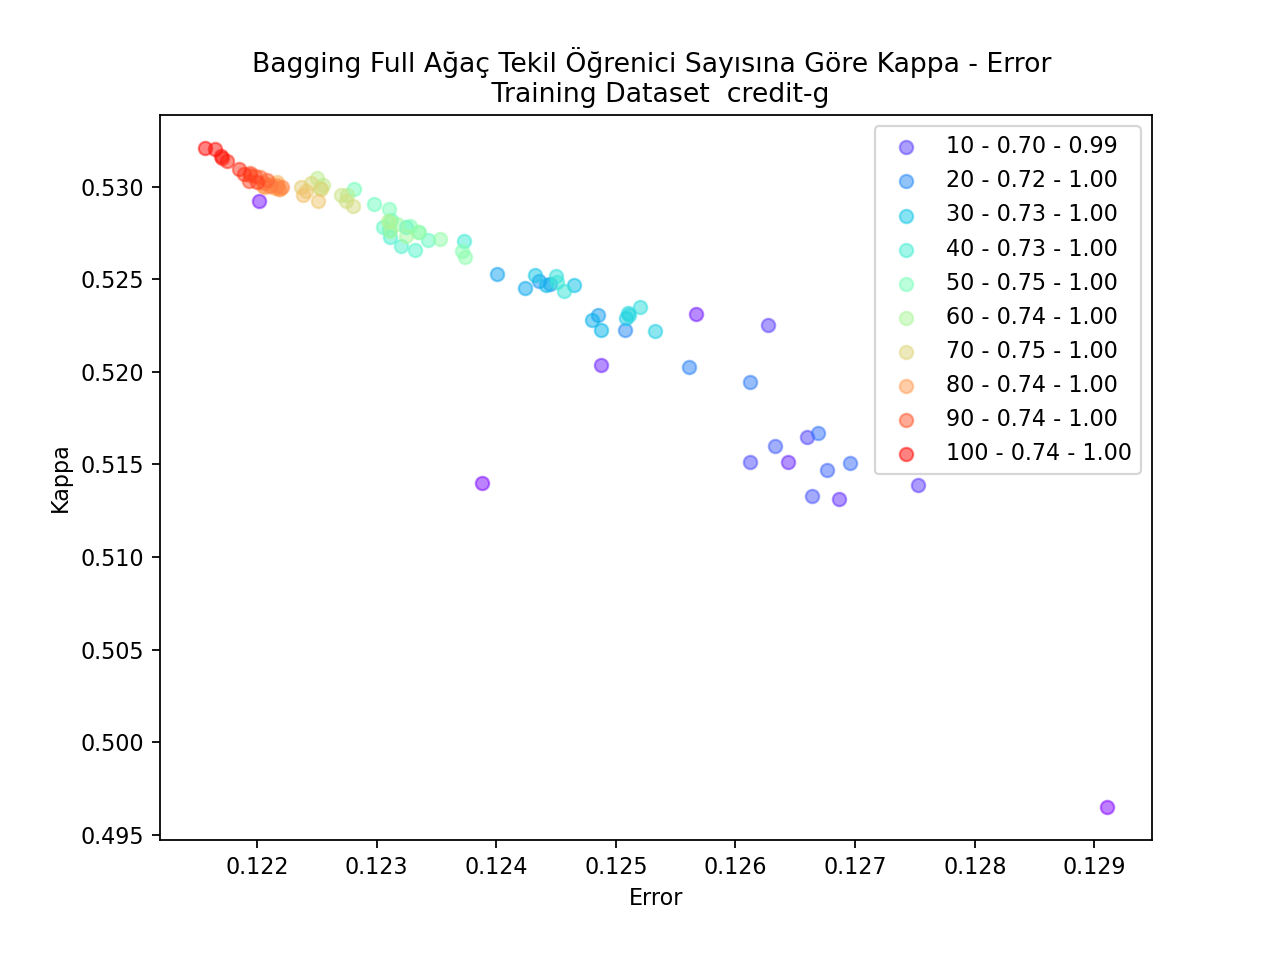 Bagging Full Ağaç Tekil Öğrenici Sayısına Göre Kappa - Error
Training Dataset  credit-g
10 - 0.70 - 0.99
20 - 0.72 - 1.00
30 - 0.73 - 1.00
40 - 0.73 - 1.00
50 - 0.75 - 1.00
60 - 0.74 - 1.00
70 - 0.75 - 1.00
80 - 0.74 - 1.00
90 - 0.74 - 1.00
100 - 0.74 - 1.00
Kappa
0.530
0.525
0.520
0.515
0.510
0.505
0.500
0.495
0.122 0.123 0.124 0.125 0.126 0.127 0.128 0.129
Error